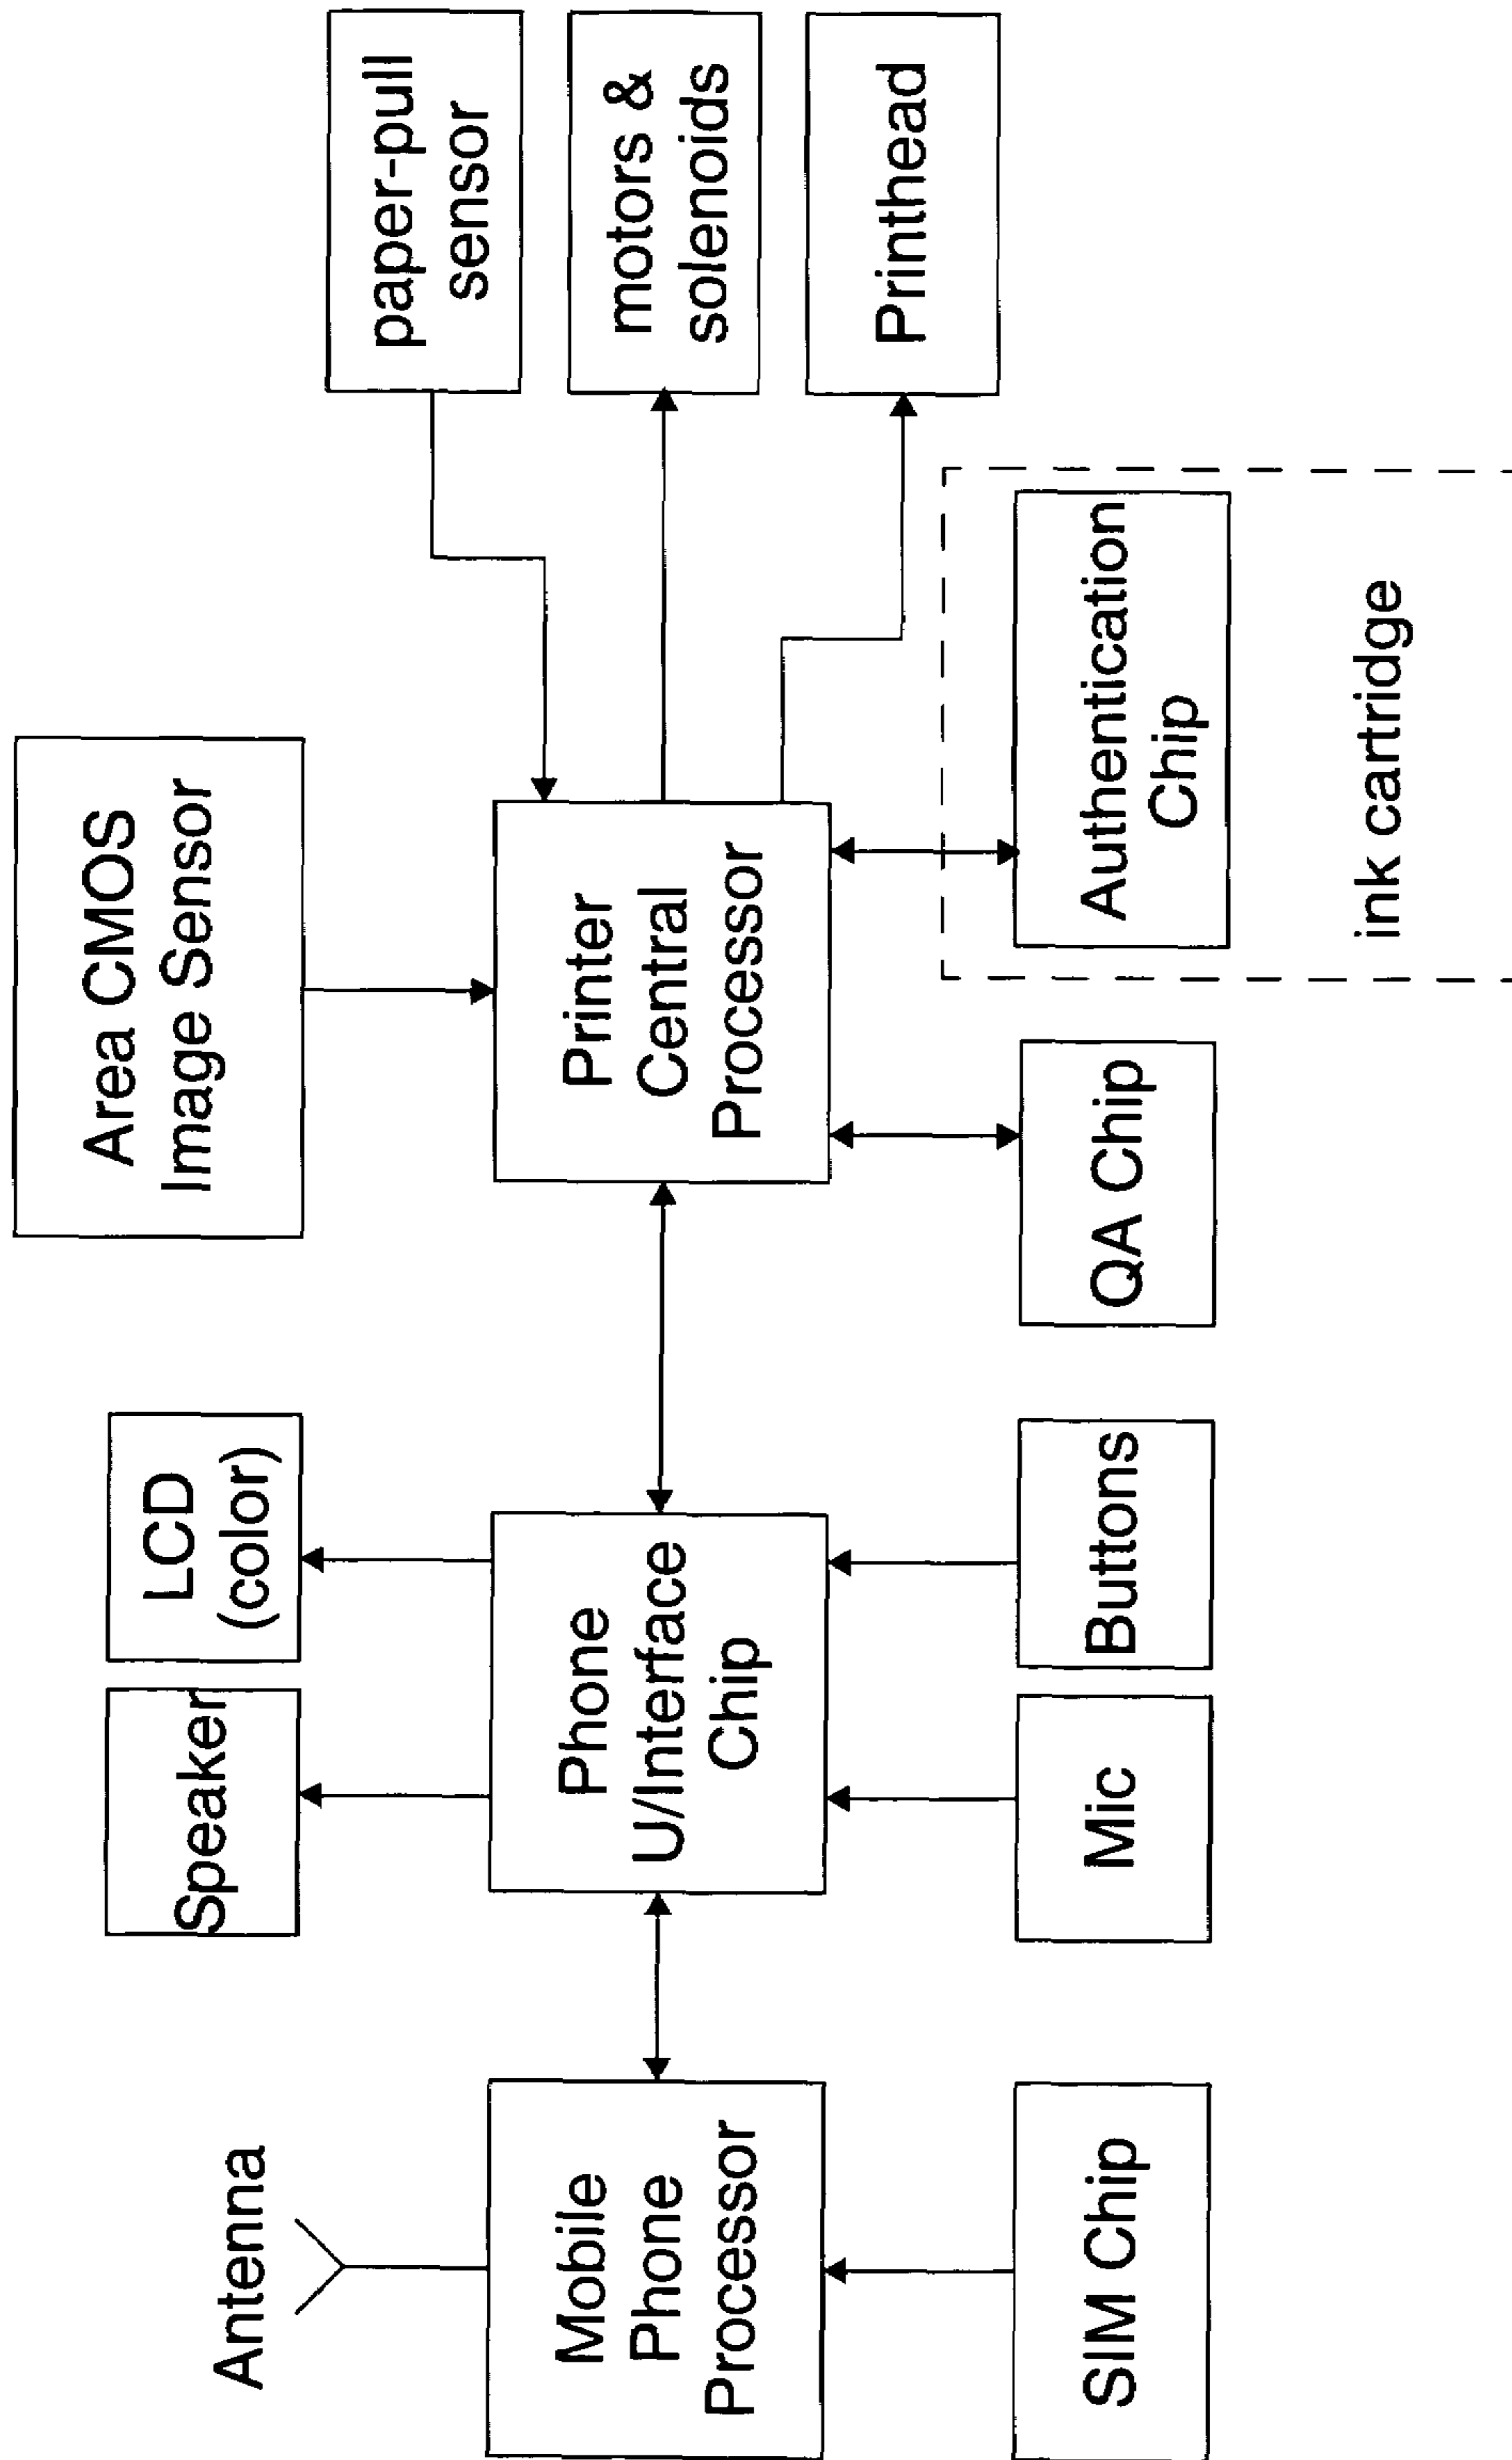 Antenna
Mobile
Phone
Processor
SIM Chip
Speaker
LCD
(color)
Phone
U/Interface
Chip
Mic
Buttons
Area CMOS
Image Sensor
Printer
Central
Processor
QA Chip
Authentication
Chip
ink cartridge
paper-pull
sensor
motors &
solenoids
Printhead